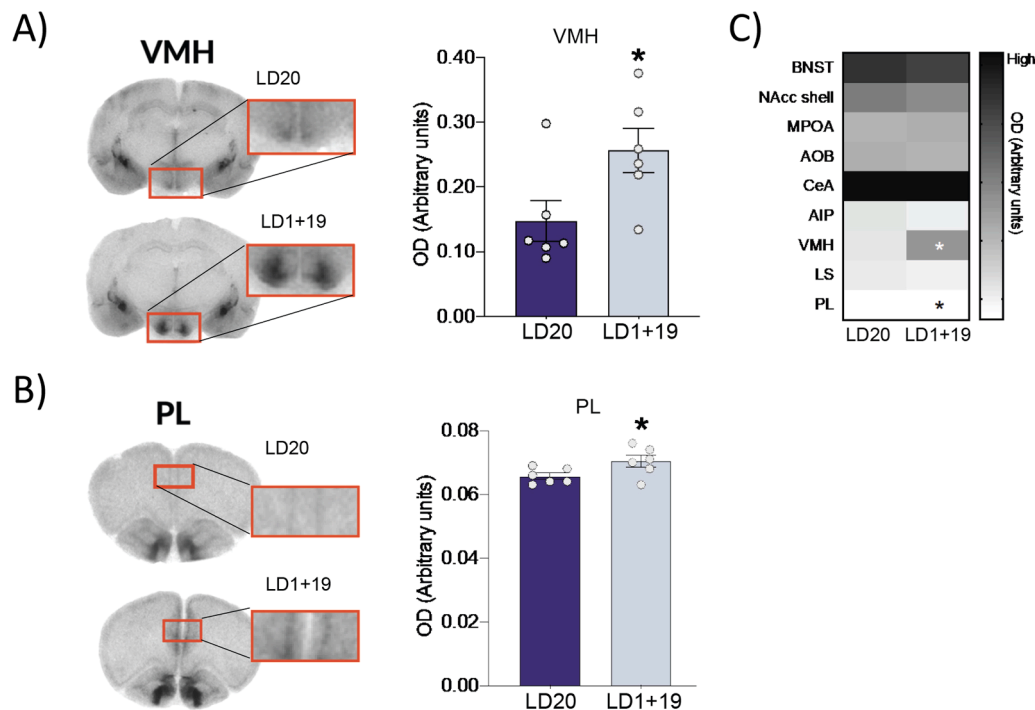 A)
VMH
LD20
LD1+19
VMH
*
OD (Arbitrary units)
0.40
0.30
0.20
0.10
0.00
LD20
LD1+19
C)
BNST
NAcc shell
MPOA
AOB
CeA
AIP
VMH
*
LS
PL
*
LD20
LD1+19
High
OD (Arbitrary units)
B)
PL
LD20
LD1+19
PL
*
OD (Arbitrary units)
0.08
0.06
0.04
0.02
0.00
LD20
LD1+19